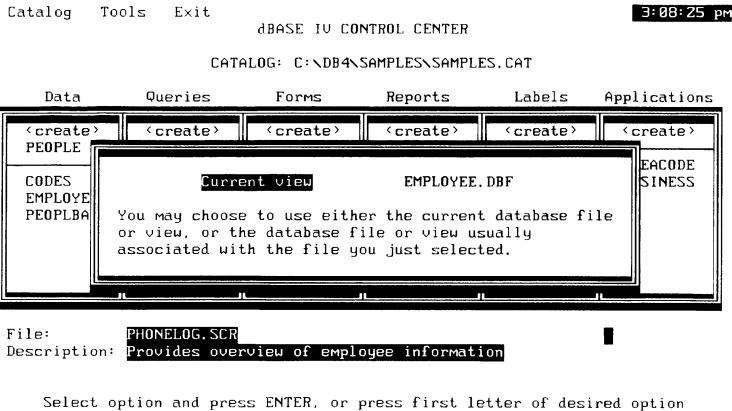 Catalog Tools Exit 3:08:25 pm
dBASE IV CONTROL CENTER
CATALOG: C:\DB4\SAMPLES\SAMPLES.CAT
Data Queries Forms Reports Labels Applications
<create> <create> <create> <create> <create> <create>
PEOPLE
EACODE
CODES Current view EMPLOYEE.DBF SINESS
EMPLOYE
PEOPLBA You may choose to use either the current database file
or view, or the database file or view usually
associated with the file you just selected.
File: PHONELOG.SCR
Description: Provides overview of employee information
Select option and press ENTER, or press first letter of desired option